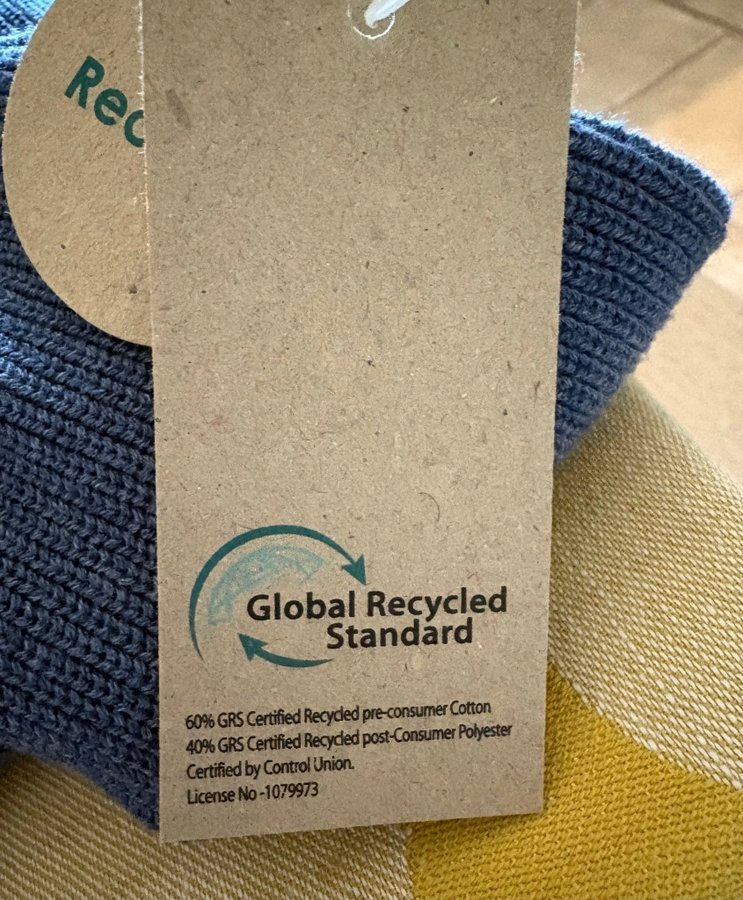 Rec
Global Recycled
Standard
60% GRS Certified Recycled pre-consumer Cotton
40% GRS Certified Recycled post-Consumer Polyester
Certified by Control Union.
License No -1079973